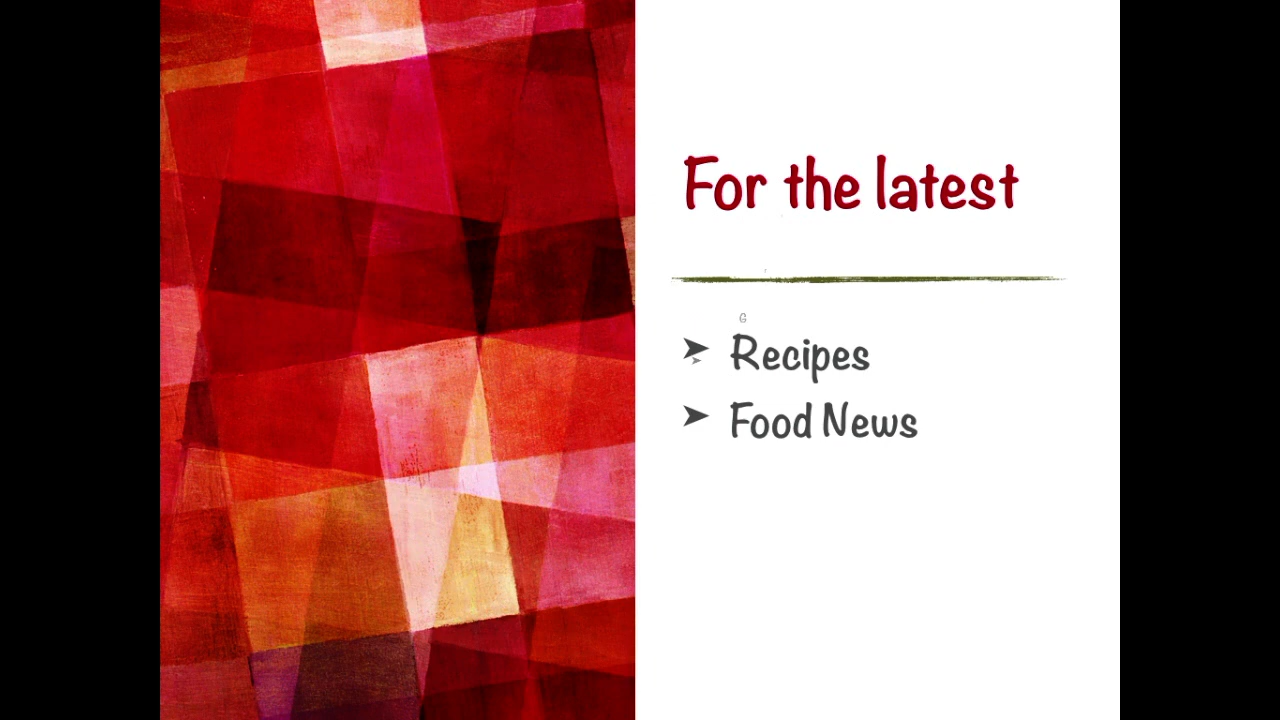 For the latest
G
➤ Recipes
➤ Food News